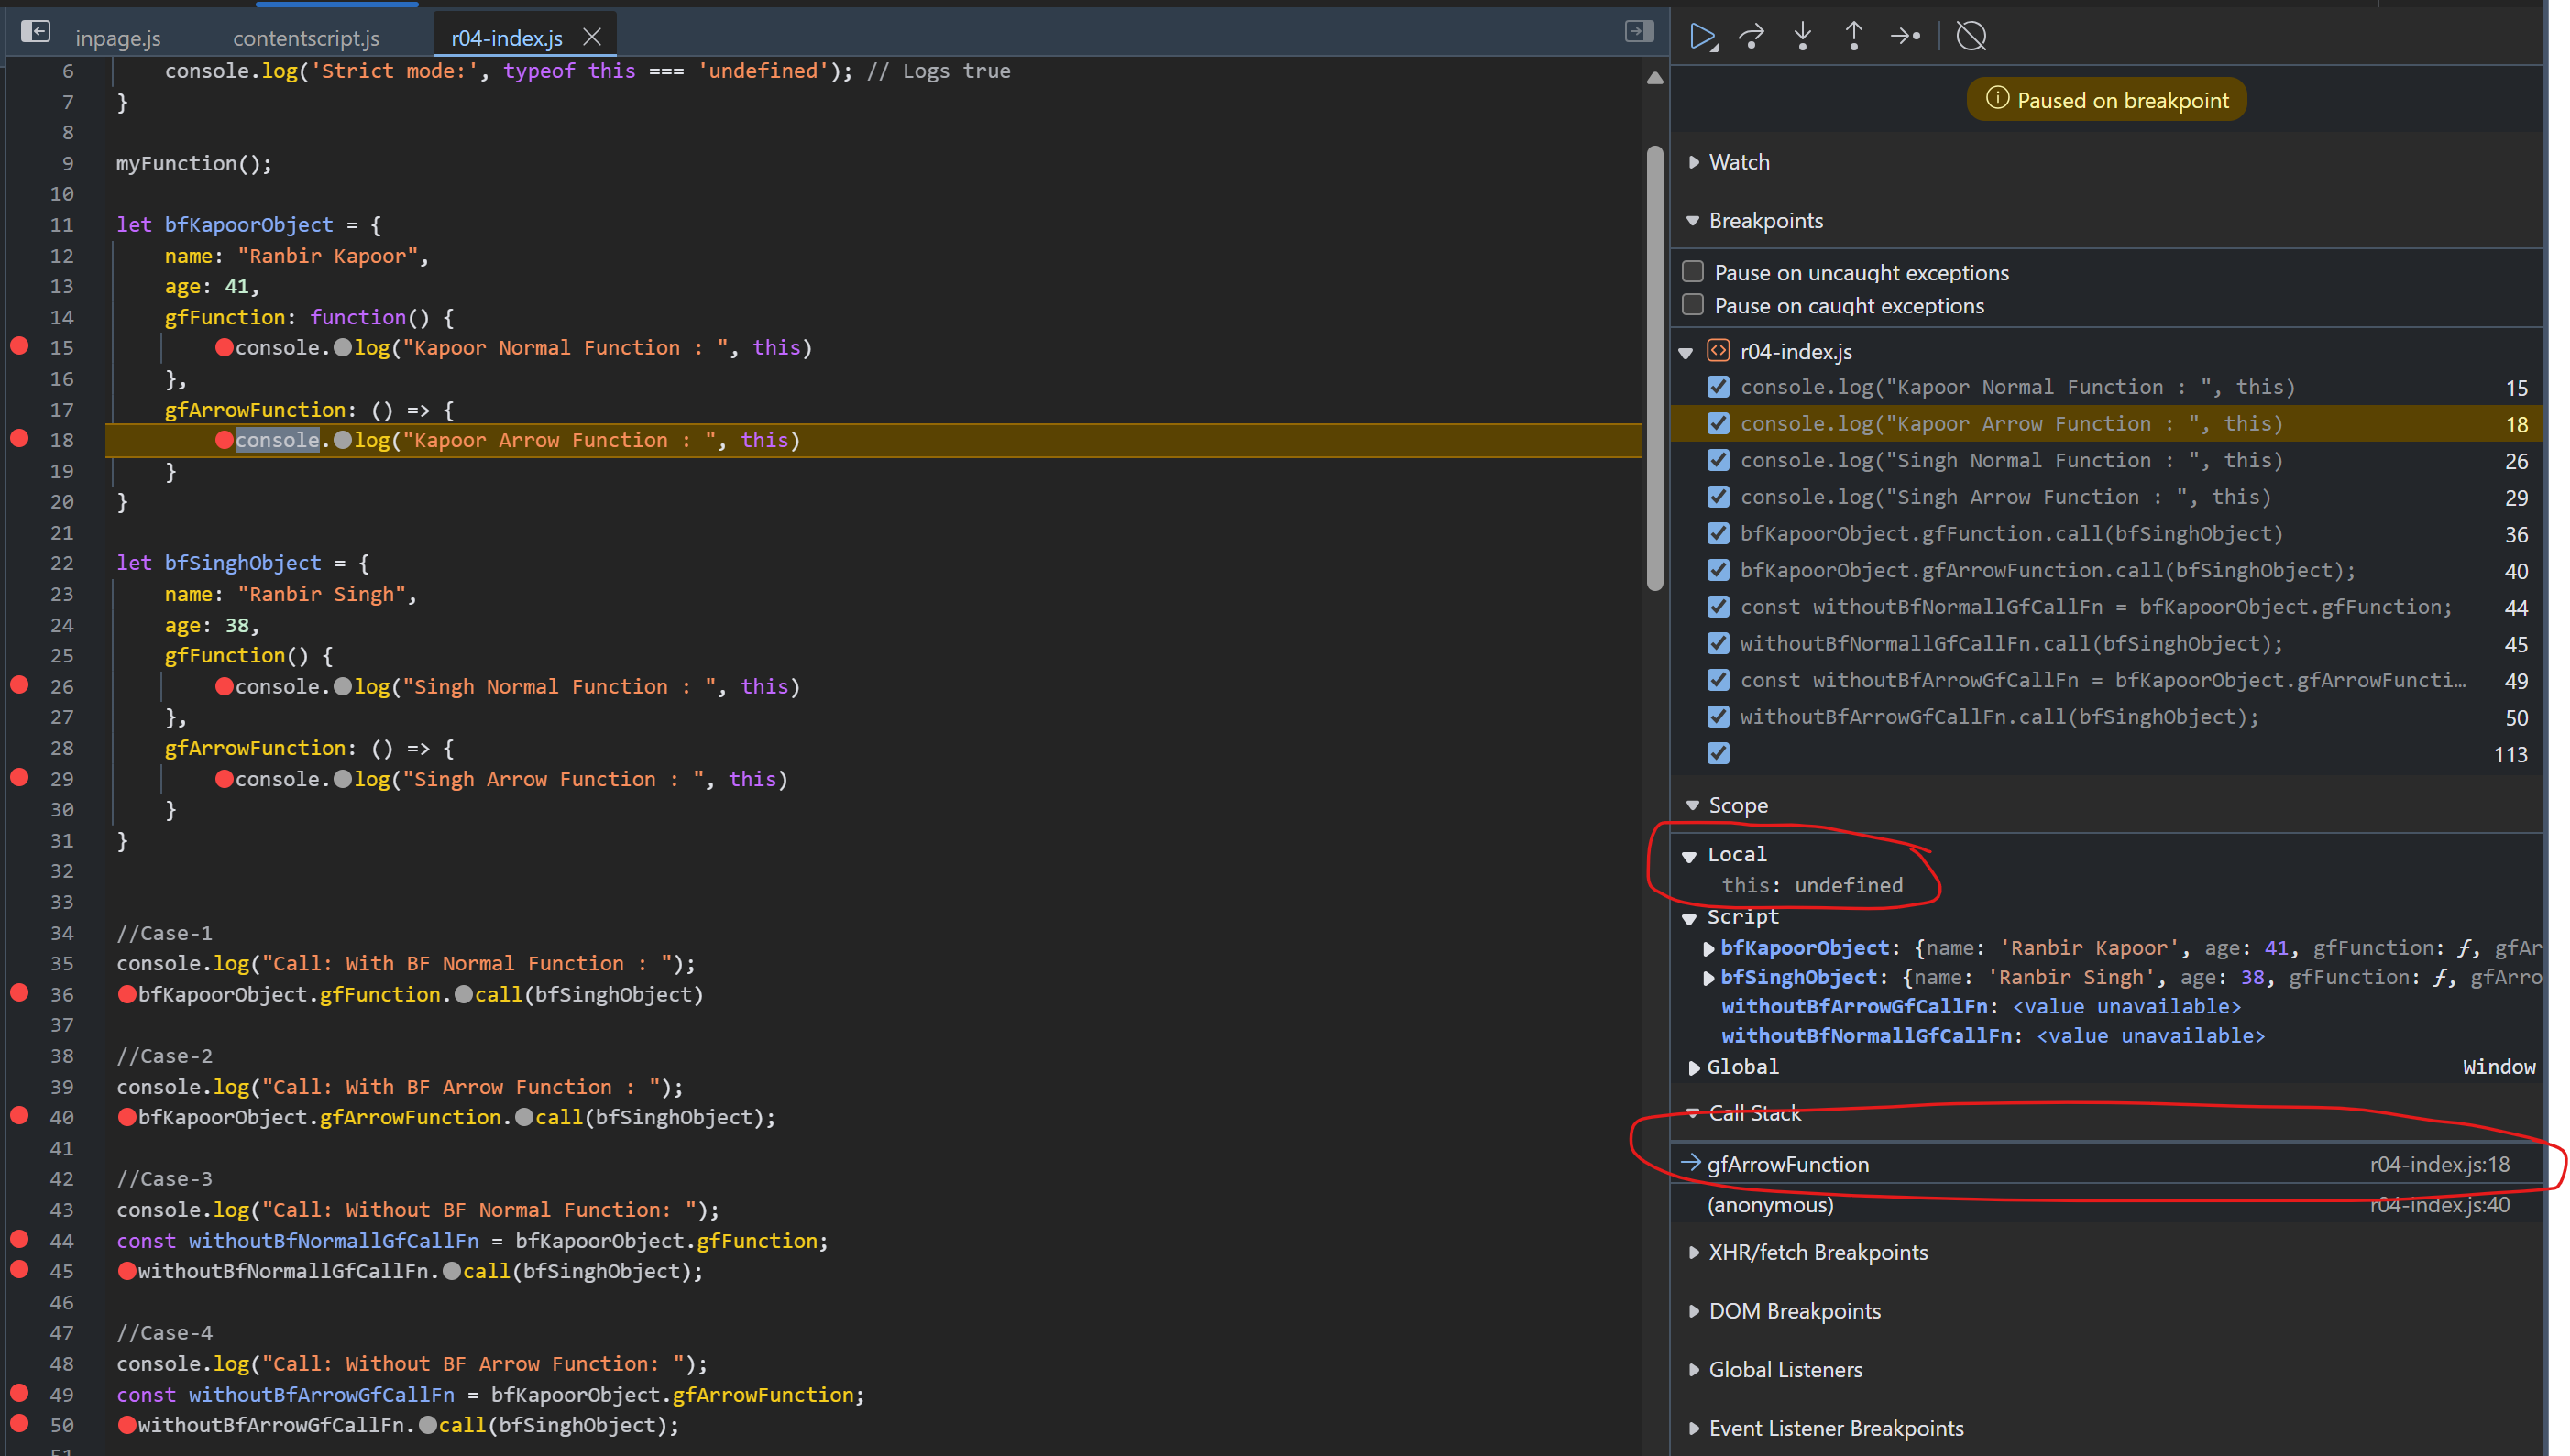 inpage.js contentscript.js r04-index.js
6 console.log('Strict mode:', typeof this === 'undefined'); // Logs true
7 }
8
9 myFunction();
10
11 let bfKapoorObject = {
12 name: "Ranbir Kapoor",
13 age: 41,
14 gfFunction: function() {
15 console.log("Kapoor Normal Function : ", this)
16 },
17 gfArrowFunction: () => {
18 console.log("Kapoor Arrow Function : ", this)
19 }
20 }
21
22 let bfSinghObject = {
23 name: "Ranbir Singh",
24 age: 38,
25 gfFunction() {
26 console.log("Singh Normal Function : ", this)
27 },
28 gfArrowFunction: () => {
29 console.log("Singh Arrow Function : ", this)
30 }
31 }
32
33
34 //Case-1
35 console.log("Call: With BF Normal Function : ");
36 bfKapoorObject.gfFunction.call(bfSinghObject)
37
38 //Case-2
39 console.log("Call: With BF Arrow Function : ");
40 bfKapoorObject.gfArrowFunction.call(bfSinghObject);
41
42 //Case-3
43 console.log("Call: Without BF Normal Function: ");
44 const withoutBfNormallGfCallFn = bfKapoorObject.gfFunction;
45 withoutBfNormallGfCallFn.call(bfSinghObject);
46
47 //Case-4
48 console.log("Call: Without BF Arrow Function: ");
49 const withoutBfArrowGfCallFn = bfKapoorObject.gfArrowFunction;
50 withoutBfArrowGfCallFn.call(bfSinghObject);
51
Paused on breakpoint
Watch
Breakpoints
Pause on uncaught exceptions
Pause on caught exceptions
r04-index.js
console.log("Kapoor Normal Function : ", this) 15
console.log("Kapoor Arrow Function : ", this) 18
console.log("Singh Normal Function : ", this) 26
console.log("Singh Arrow Function : ", this) 29
bfKapoorObject.gfFunction.call(bfSinghObject) 36
bfKapoorObject.gfArrowFunction.call(bfSinghObject); 40
const withoutBfNormallGfCallFn = bfKapoorObject.gfFunction; 44
withoutBfNormallGfCallFn.call(bfSinghObject); 45
const withoutBfArrowGfCallFn = bfKapoorObject.gfArrowFuncti… 49
withoutBfArrowGfCallFn.call(bfSinghObject); 50
113
Scope
Local
this: undefined
Script
bfKapoorObject: {name: 'Ranbir Kapoor', age: 41, gfFunction: ƒ, gfAr
bfSinghObject: {name: 'Ranbir Singh', age: 38, gfFunction: ƒ, gfArro
withoutBfArrowGfCallFn: <value unavailable>
withoutBfNormallGfCallFn: <value unavailable>
Global Window
Call Stack
gfArrowFunction r04-index.js:18
(anonymous) r04-index.js:40
XHR/fetch Breakpoints
DOM Breakpoints
Global Listeners
Event Listener Breakpoints